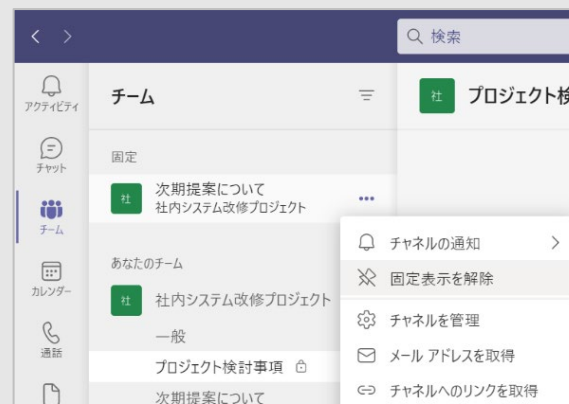 検索
アクティビティ
チャット
チーム
カレンダー
通話
チーム
固定
社
次期提案について
社内システム改修プロジェクト
あなたのチーム
社
社内システム改修プロジェクト
一般
プロジェクト検討事項
次期提案について
社
プロジェクト検
チャネルの通知
固定表示を解除
チャネルを管理
メール アドレスを取得
チャネルへのリンクを取得